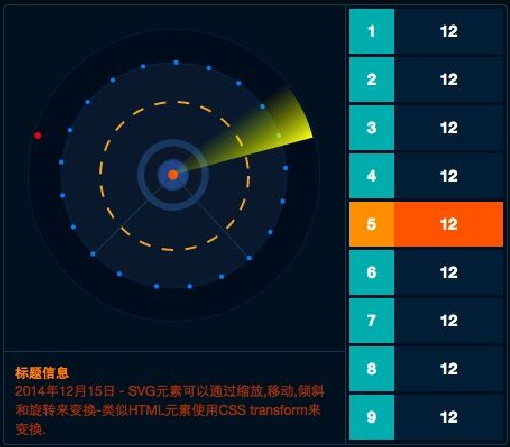 1 12
2 12
3 12
4 12
5 12
6 12
7 12
8 12
9 12
标题信息
2014年12月15日 - SVG元素可以通过缩放,移动,倾斜
和旋转来变换-类似HTML元素使用CSS transform来
变换.